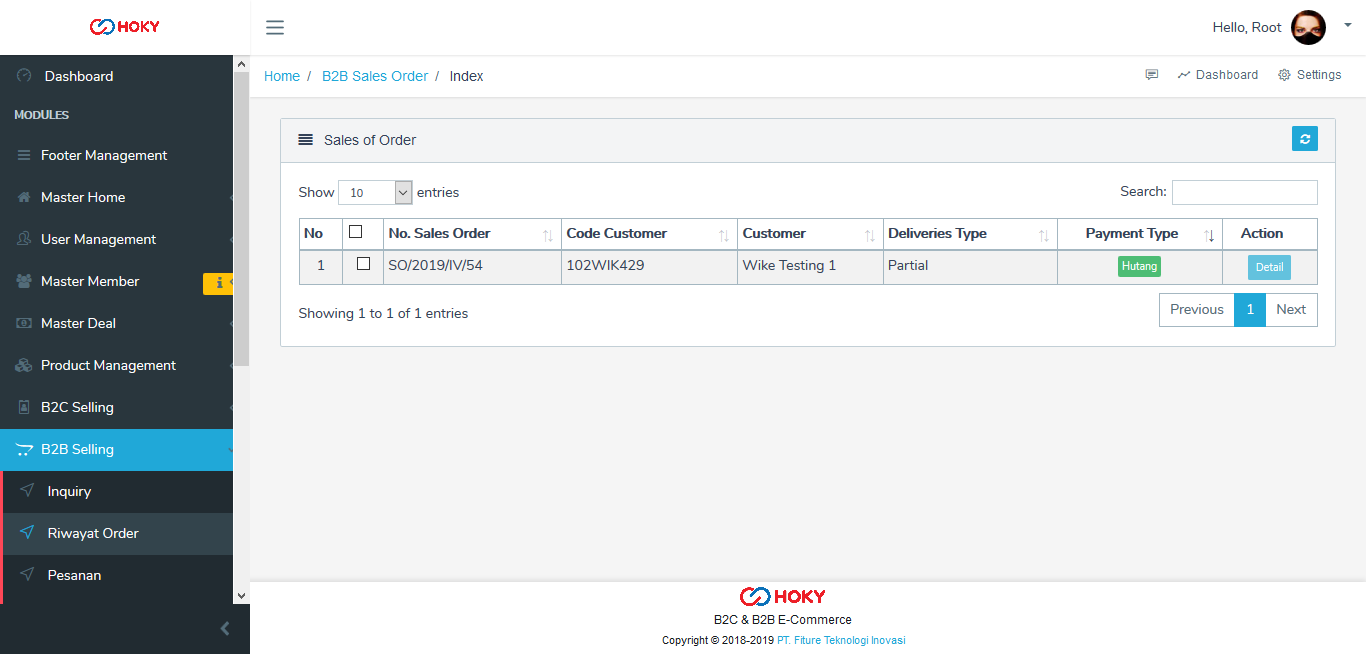 HOKY
Hello, Root
Dashboard
MODULES
Footer Management
Master Home
User Management
Master Member
i
Master Deal
Product Management
B2C Selling
B2B Selling
Inquiry
Riwayat Order
Pesanan
Home / B2B Sales Order / Index
Dashboard Settings
Sales of Order
Show 10 entries
Search:
No No. Sales Order Code Customer Customer Deliveries Type Payment Type Action
1 SO/2019/IV/54 102WIK429 Wike Testing 1 Partial Hutang Detail
Showing 1 to 1 of 1 entries
Previous 1 Next
HOKY
B2C & B2B E-Commerce
Copyright © 2018-2019 PT. Fiture Teknologi Inovasi